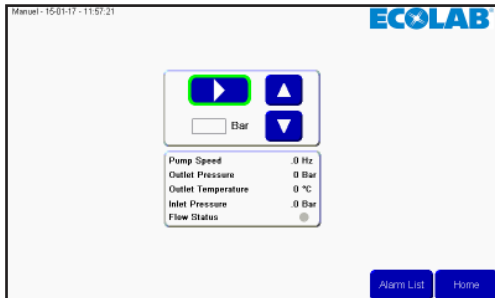 Manuel - 15-01-17 - 11:57:21
ECOLAB®
Bar
Pump Speed .0 Hz
Outlet Pressure 0 Bar
Outlet Temperature 0 °C
Inlet Pressure .0 Bar
Flow Status
Alarm List Home